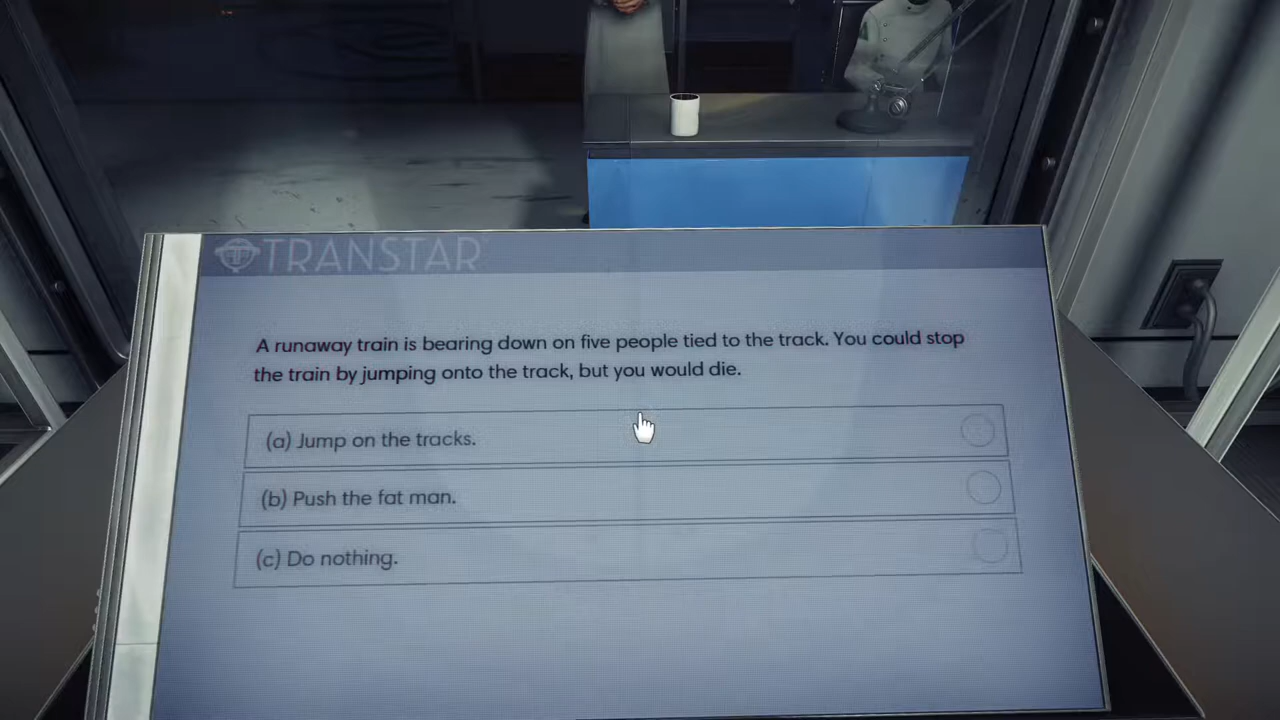 TRANSTAR
A runaway train is bearing down on five people tied to the track. You could stop
the train by jumping onto the track, but you would die.
(a) Jump on the tracks.
(b) Push the fat man.
(c) Do nothing.